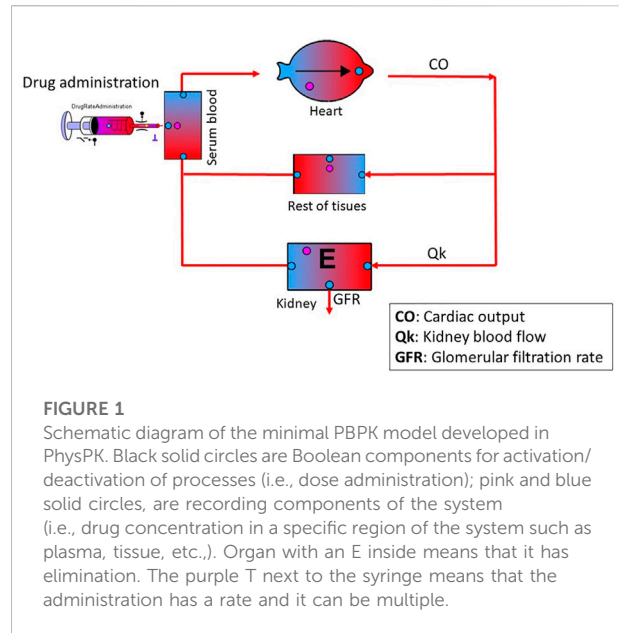 CO
Drug administration
DrugRateAdministration
Serum blood
Heart
Rest of tisues
E
Qk
Kidney
GFR
CO: Cardiac output
Qk: Kidney blood flow
GFR: Glomerular filtration rate
FIGURE 1
Schematic diagram of the minimal PBPK model developed in
PhysPK. Black solid circles are Boolean components for activation/
deactivation of processes (i.e., dose administration); pink and blue
solid circles, are recording components of the system
(i.e., drug concentration in a specific region of the system such as
plasma, tissue, etc.,). Organ with an E inside means that it has
elimination. The purple T next to the syringe means that the
administration has a rate and it can be multiple.